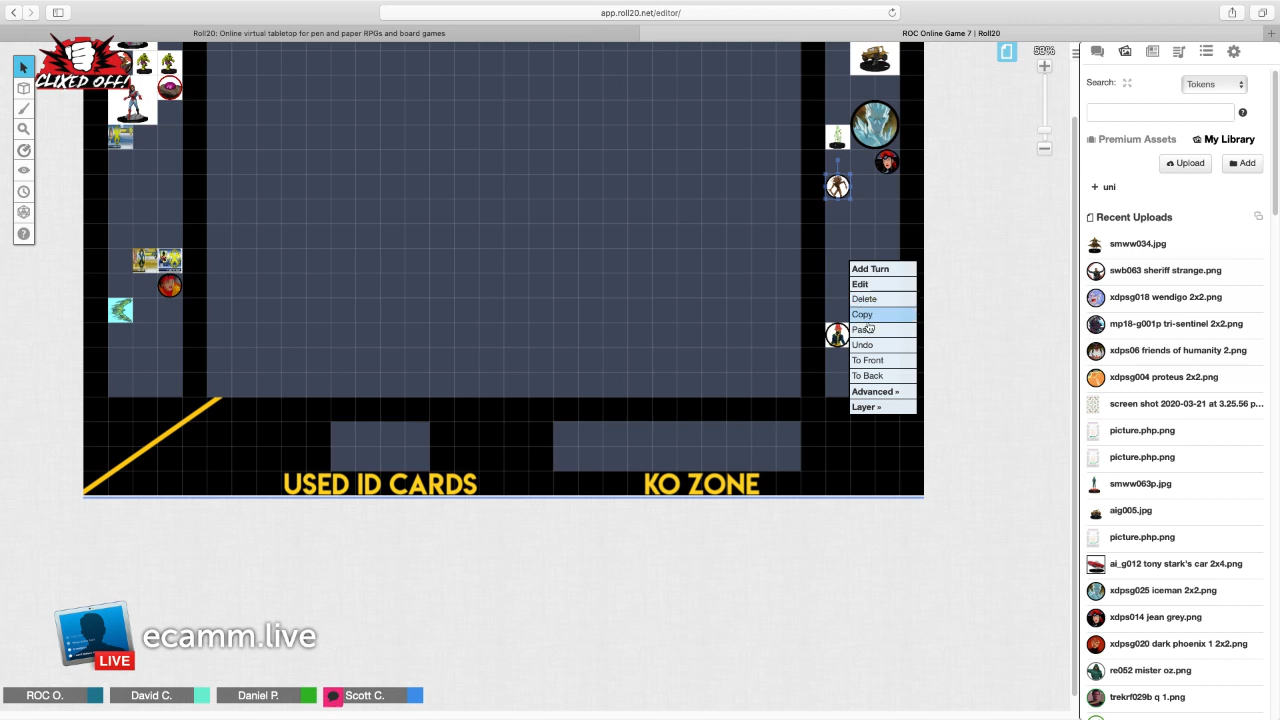 app.roll20.net/editor/
Roll20: Online virtual tabletop for pen and paper RPGs and board games
ROC Online Game 7 | Roll20
CLIXED OFF!
53%
Search:
Tokens
Premium Assets
My Library
Upload
Add
+ uni
Recent Uploads
smww034.jpg
swb063 sheriff strange.png
xdpsg018 wendigo 2x2.png
mp18-g001p tri-sentinel 2x2.png
xdps06 friends of humanity 2.png
xdpsg004 proteus 2x2.png
screen shot 2020-03-21 at 3.25.56 p...
picture.php.png
picture.php.png
smww063p.jpg
aig005.jpg
picture.php.png
ai_g012 tony stark's car 2x4.png
xdpsg025 iceman 2x2.png
xdps014 jean grey.png
xdpsg020 dark phoenix 1 2x2.png
re052 mister oz.png
trekrf029b q 1.png
Add Turn
Edit
Delete
Copy
Paste
Undo
To Front
To Back
Advanced »
Layer »
USED ID CARDS
KO ZONE
LIVE
ecamm.live
ROC O.
David C.
Daniel P.
Scott C.